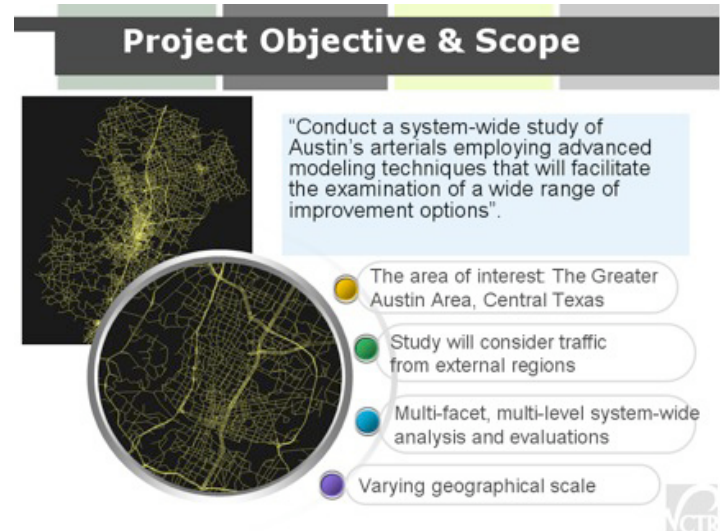 Project Objective & Scope
“Conduct a system-wide study of
Austin's arterials employing advanced
modeling techniques that will facilitate
the examination of a wide range of
improvement options”.
The area of interest: The Greater
Austin Area, Central Texas
Study will consider traffic
from external regions
Multi-facet, multi-level system-wide
analysis and evaluations
Varying geographical scale